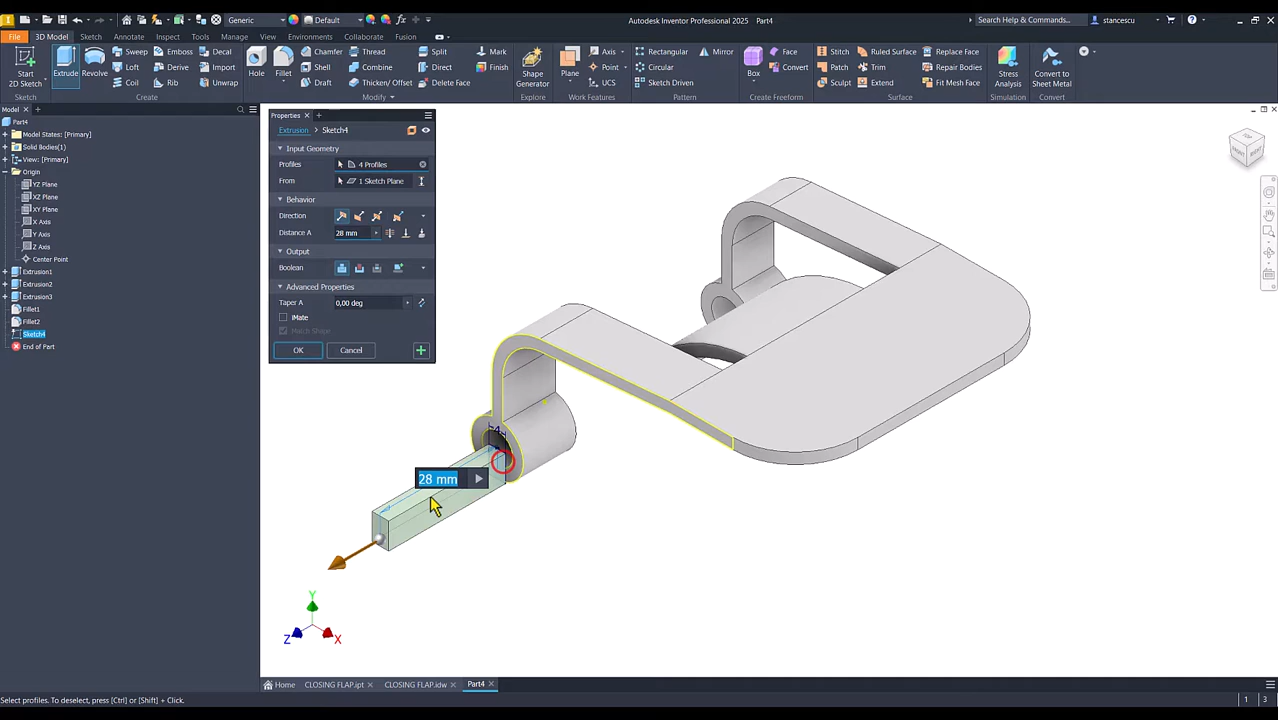 Generic
Default
Autodesk Inventor Professional 2025 Part4
Search Help & Commands...
stancescu
File
3D Model
Sketch
Annotate
Inspect
Tools
Manage
View
Environments
Collaborate
Fusion
Start
2D Sketch
Sketch
Extrude
Revolve
Sweep
Emboss
Decal
Loft
Derive
Import
Coil
Rib
Unwrap
Create
Hole
Fillet
Chamfer
Thread
Split
Mark
Shell
Combine
Direct
Finish
Draft
Thicken/ Offset
Delete Face
Modify
Shape
Generator
Explore
Plane
Axis
Point
UCS
Work Features
Rectangular
Mirror
Circular
Sketch Driven
Pattern
Box
Face
Convert
Create Freeform
Stitch
Ruled Surface
Replace Face
Patch
Trim
Repair Bodies
Sculpt
Extend
Fit Mesh Face
Surface
Stress
Analysis
Simulation
Convert to
Sheet Metal
Convert
Model
Part4
Model States: [Primary]
Solid Bodies(1)
View: [Primary]
Origin
YZ Plane
XZ Plane
XY Plane
X Axis
Y Axis
Z Axis
Center Point
Extrusion1
Extrusion2
Extrusion3
Fillet1
Fillet2
Sketch4
End of Part
Properties
Extrusion
Sketch4
Input Geometry
Profiles
4 Profiles
From
1 Sketch Plane
Behavior
Direction
Distance A
28 mm
Output
Boolean
Advanced Properties
Taper A
0,00 deg
iMate
Match Shape
OK
Cancel
TOP
FRONT
RIGHT
4
28 mm
Y
Z
X
Home
CLOSING FLAP.ipt
CLOSING FLAP.idw
Part4
Select profiles. To deselect, press [Ctrl] or [Shift] + Click.
1
3